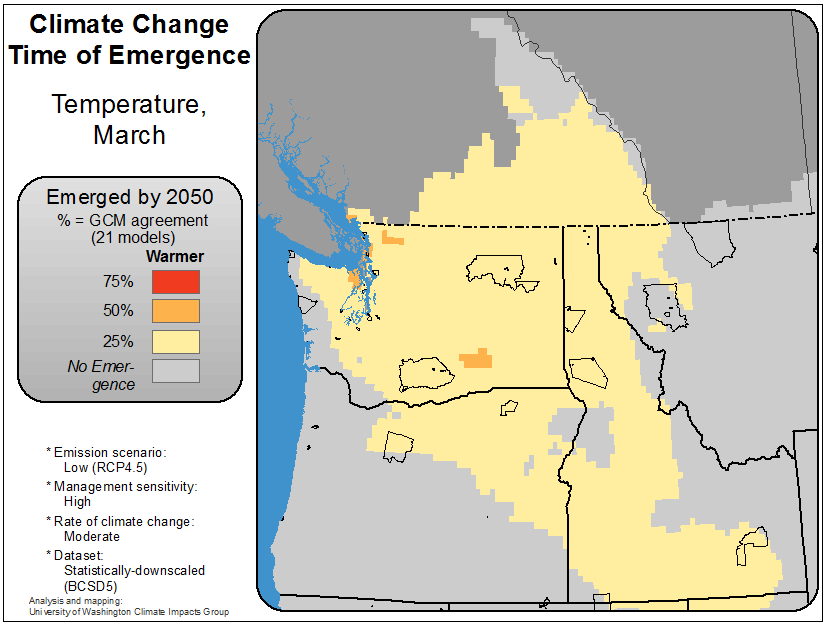 Climate Change
Time of Emergence
Temperature,
March
Emerged by 2050
% = GCM agreement
(21 models)
Warmer
75%
50%
25%
No Emer-
gence
* Emission scenario:
Low (RCP4.5)
* Management sensitivity:
High
* Rate of climate change:
Moderate
* Dataset:
Statistically-downscaled
(BCSD5)
Analysis and mapping:
University of Washington Climate Impacts Group